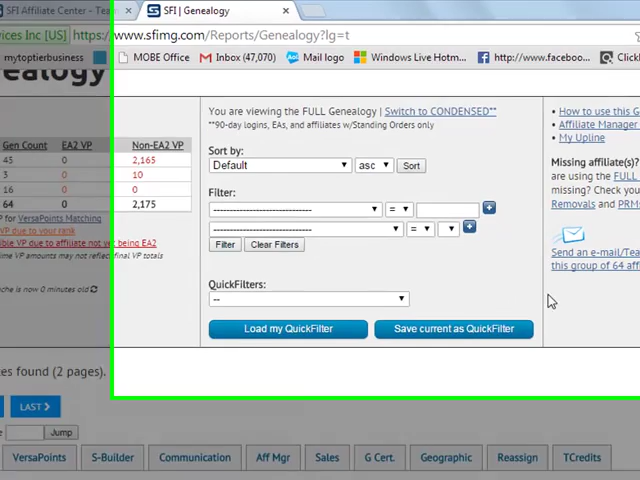 SFI Affiliate Center - Team
SFI | Genealogy
vices Inc [US] https://www.sfimg.com/Reports/Genealogy?lg=t
mytoptierbusiness MOBE Office Inbox (47,070) Mail logo Windows Live Hotm... http://www.facebook... Click
ealogy
You are viewing the FULL Genealogy | Switch to CONDENSED**
**90-day logins, EAs, and affiliates w/Standing Orders only
Gen Count EA2 VP Non-EA2 VP
45 0 2,165
3 0 10
16 0 0
64 0 2,175
VP for VersaPoints Matching
VP due to your rank
sible VP due to affiliate not yet being EA2
time VP amounts may not reflect final VP totals
che is now 0 minutes old
Sort by:
Default asc Sort
Filter:
------------------------------ =
------------------------------ =
Filter Clear Filters
QuickFilters:
--
Load my QuickFilter Save current as QuickFilter
• How to use this G
• Affiliate Manager
• My Upline
Missing affiliate(s)?
are using the FULL
missing? Check you
Removals and PRM
Send an e-mail/Tea
this group of 64 affi
tes found (2 pages).
LAST >
e Jump
VersaPoints S-Builder Communication Aff Mgr Sales G Cert. Geographic Reassign TCredits